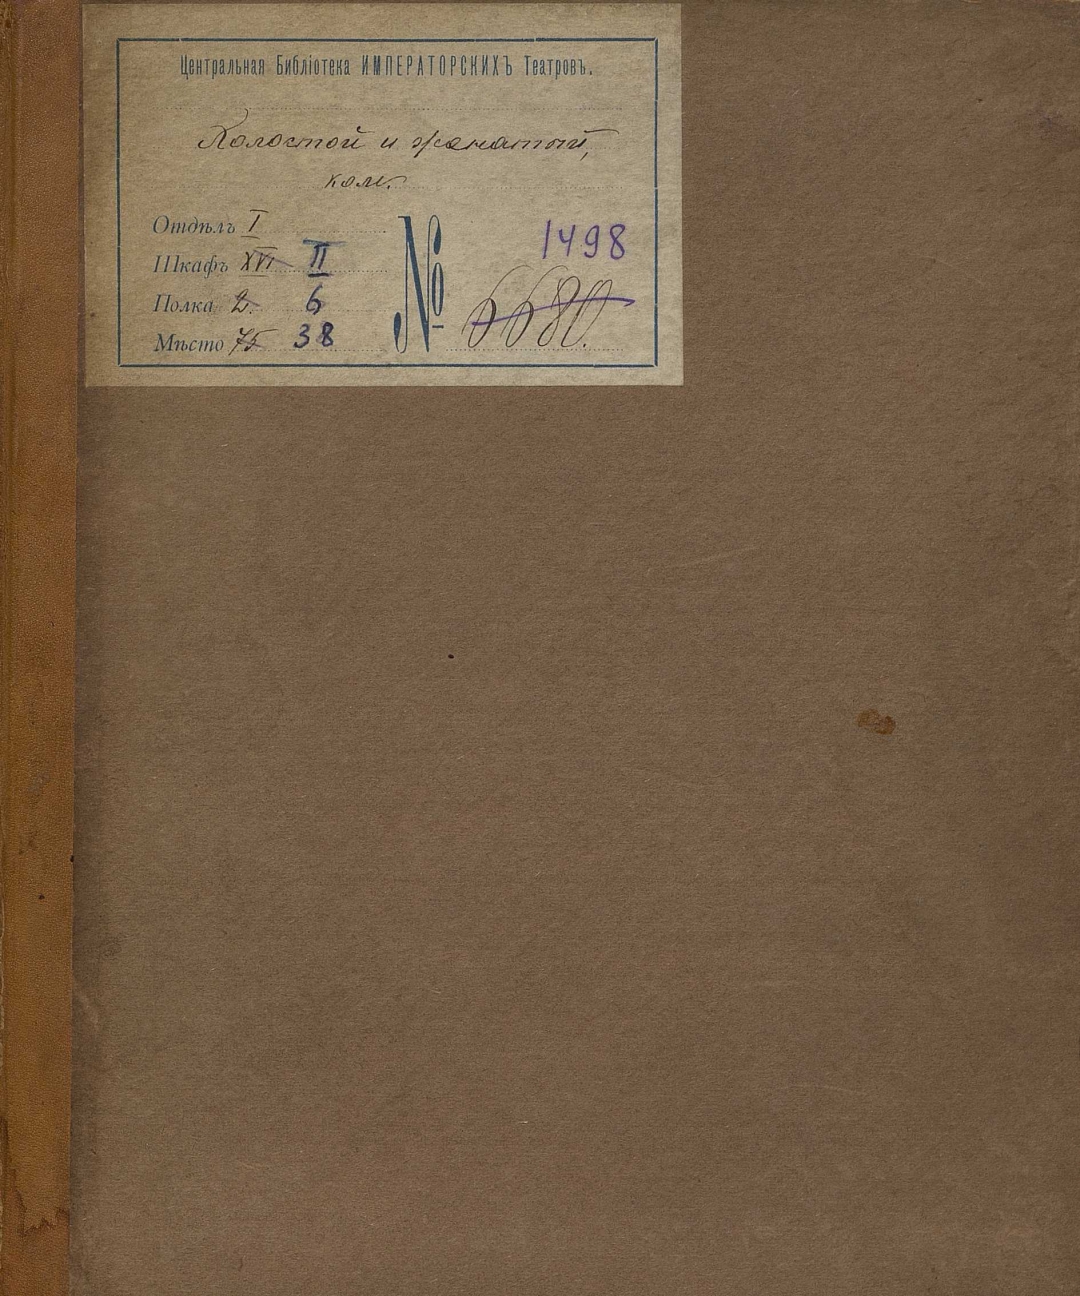 Центральная Библіотека ИМПЕРАТОРСКИХЪ Театровъ.
Холостой и женатый,
ком.
Отдѣлъ I
Шкафъ XVI II
Полка 2. 6
Мѣсто 75 38
№ 1498
6680.